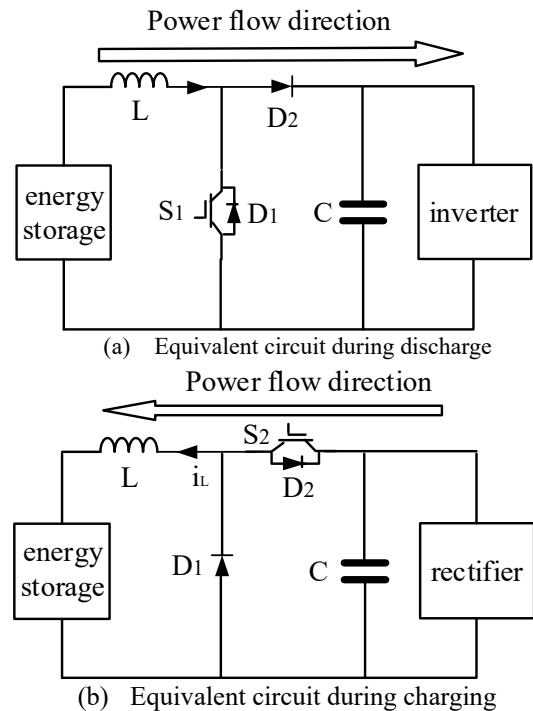 Power flow direction
L
D2
energy
storage
S1
D1
C
inverter
(a) Equivalent circuit during discharge
Power flow direction
S2
L
iL
D2
energy
storage
D1
C
rectifier
(b) Equivalent circuit during charging